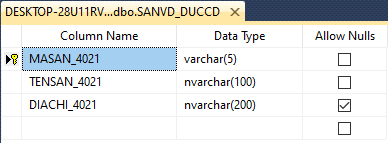 DESKTOP-28U11RV...dbo.SANVD_DUCCD
Column Name Data Type Allow Nulls
MASAN_4021 varchar(5)
TENSAN_4021 nvarchar(100)
DIACHI_4021 nvarchar(200)